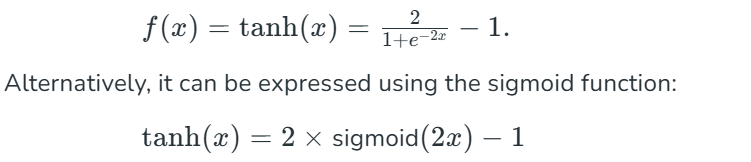 f(x) = tanh(x) = \frac{2}{1+e^{-2x}} − 1.
Alternatively, it can be expressed using the sigmoid function:
tanh(x) = 2 × sigmoid(2x) − 1